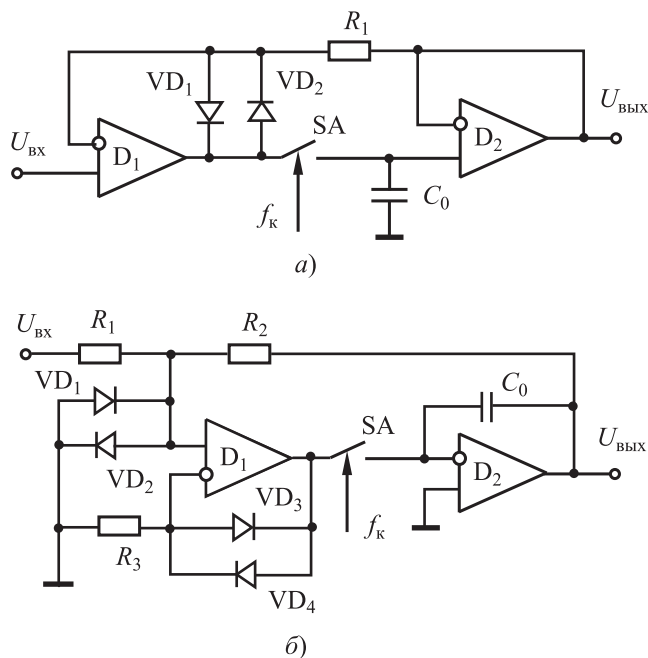 R₁
VD₁
VD₂
Uвых
SA
Uвх
D₁
D₂
C₀
fк
а)
Uвх
R₁
R₂
VD₁
C₀
SA
Uвых
D₁
D₂
VD₂
VD₃
fк
R₃
VD₄
б)